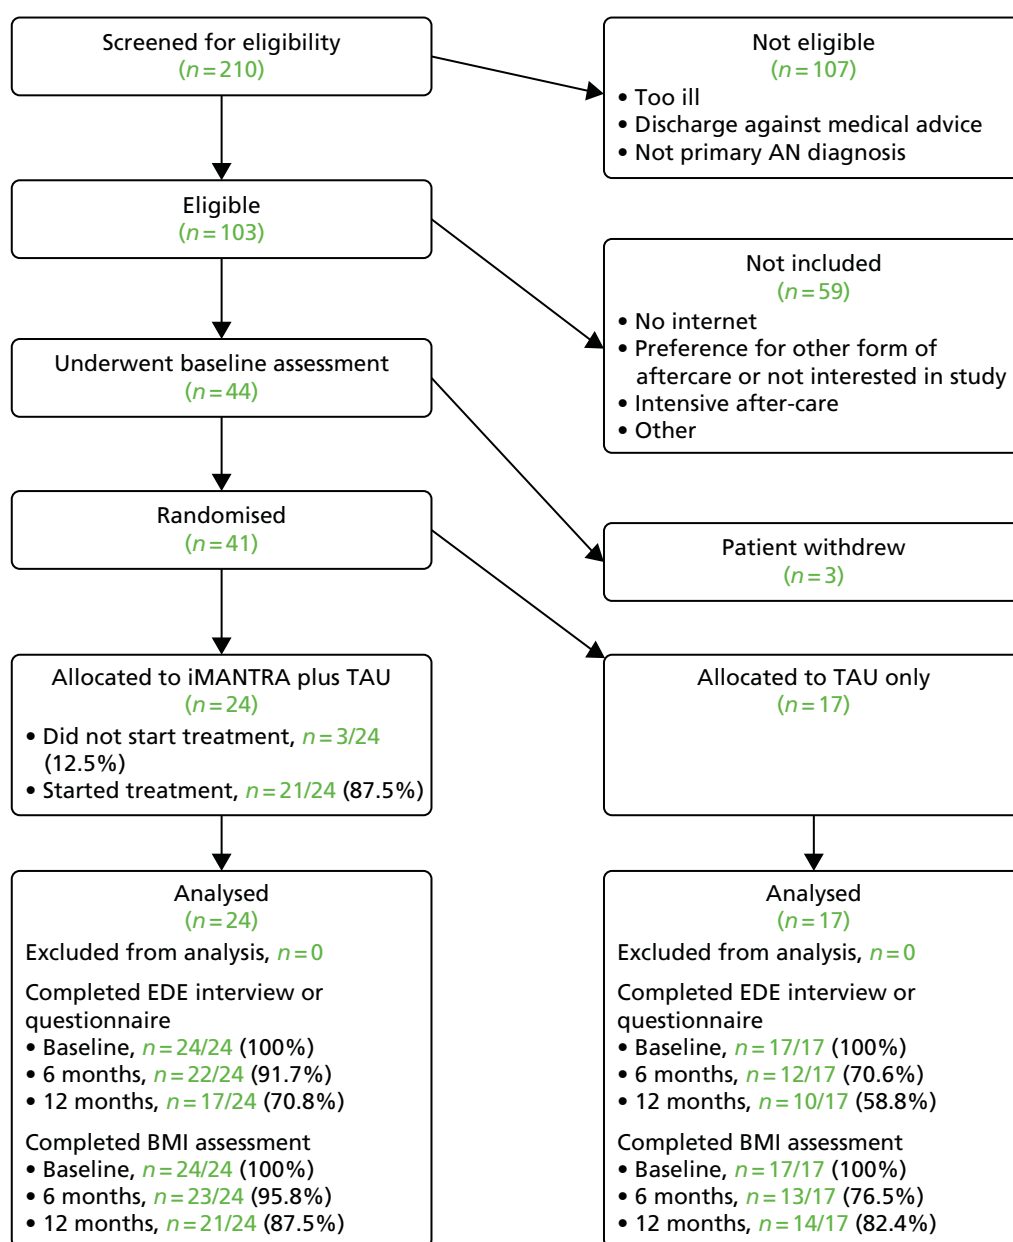 Screened for eligibility
(n=210)
Not eligible
(n=107)
• Too ill
• Discharge against medical advice
• Not primary AN diagnosis
Eligible
(n=103)
Not included
(n=59)
• No internet
• Preference for other form of
aftercare or not interested in study
• Intensive after-care
• Other
Underwent baseline assessment
(n=44)
Randomised
(n=41)
Patient withdrew
(n=3)
Allocated to iMANTRA plus TAU
(n=24)
• Did not start treatment, n=3/24
(12.5%)
• Started treatment, n=21/24 (87.5%)
Allocated to TAU only
(n=17)
Analysed
(n=24)
Excluded from analysis, n=0
Completed EDE interview or
questionnaire
• Baseline, n=24/24 (100%)
• 6 months, n=22/24 (91.7%)
• 12 months, n=17/24 (70.8%)
Completed BMI assessment
• Baseline, n=24/24 (100%)
• 6 months, n=23/24 (95.8%)
• 12 months, n=21/24 (87.5%)
Analysed
(n=17)
Excluded from analysis, n=0
Completed EDE interview or
questionnaire
• Baseline, n=17/17 (100%)
• 6 months, n=12/17 (70.6%)
• 12 months, n=10/17 (58.8%)
Completed BMI assessment
• Baseline, n=17/17 (100%)
• 6 months, n=13/17 (76.5%)
• 12 months, n=14/17 (82.4%)